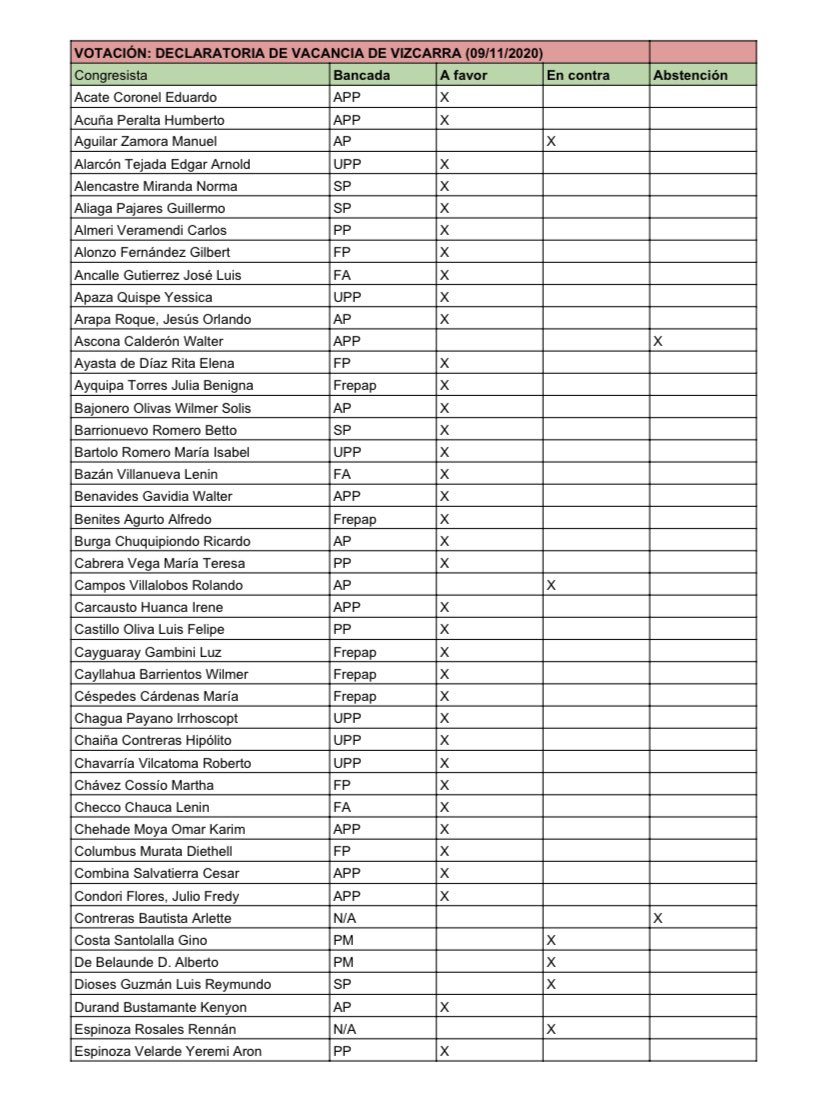 VOTACIÓN: DECLARATORIA DE VACANCIA DE VIZCARRA (09/11/2020)
Congresista Bancada A favor En contra Abstención
Acate Coronel Eduardo APP X
Acuña Peralta Humberto APP X
Aguilar Zamora Manuel AP X
Alarcón Tejada Edgar Arnold UPP X
Alencastre Miranda Norma SP X
Aliaga Pajares Guillermo SP X
Almeri Veramendi Carlos PP X
Alonzo Fernández Gilbert FP X
Ancalle Gutierrez José Luis FA X
Apaza Quispe Yessica UPP X
Arapa Roque, Jesús Orlando AP X
Ascona Calderón Walter APP X
Ayasta de Díaz Rita Elena FP X
Ayquipa Torres Julia Benigna Frepap X
Bajonero Olivas Wilmer Solis AP X
Barrionuevo Romero Betto SP X
Bartolo Romero María Isabel UPP X
Bazán Villanueva Lenin FA X
Benavides Gavidia Walter APP X
Benites Agurto Alfredo Frepap X
Burga Chuquipiondo Ricardo AP X
Cabrera Vega María Teresa PP X
Campos Villalobos Rolando AP X
Carcausto Huanca Irene APP X
Castillo Oliva Luis Felipe PP X
Cayguaray Gambini Luz Frepap X
Cayllahua Barrientos Wilmer Frepap X
Céspedes Cárdenas María Frepap X
Chagua Payano Irrhoscopt UPP X
Chaiña Contreras Hipólito UPP X
Chavarría Vilcatoma Roberto UPP X
Chávez Cossío Martha FP X
Checco Chauca Lenin FA X
Chehade Moya Omar Karim APP X
Columbus Murata Diethell FP X
Combina Salvatierra Cesar APP X
Condori Flores, Julio Fredy APP X
Contreras Bautista Arlette N/A X
Costa Santolalla Gino PM X
De Belaunde D. Alberto PM X
Dioses Guzmán Luis Reymundo SP X
Durand Bustamante Kenyon AP X
Espinoza Rosales Rennán N/A X
Espinoza Velarde Yeremi Aron PP X